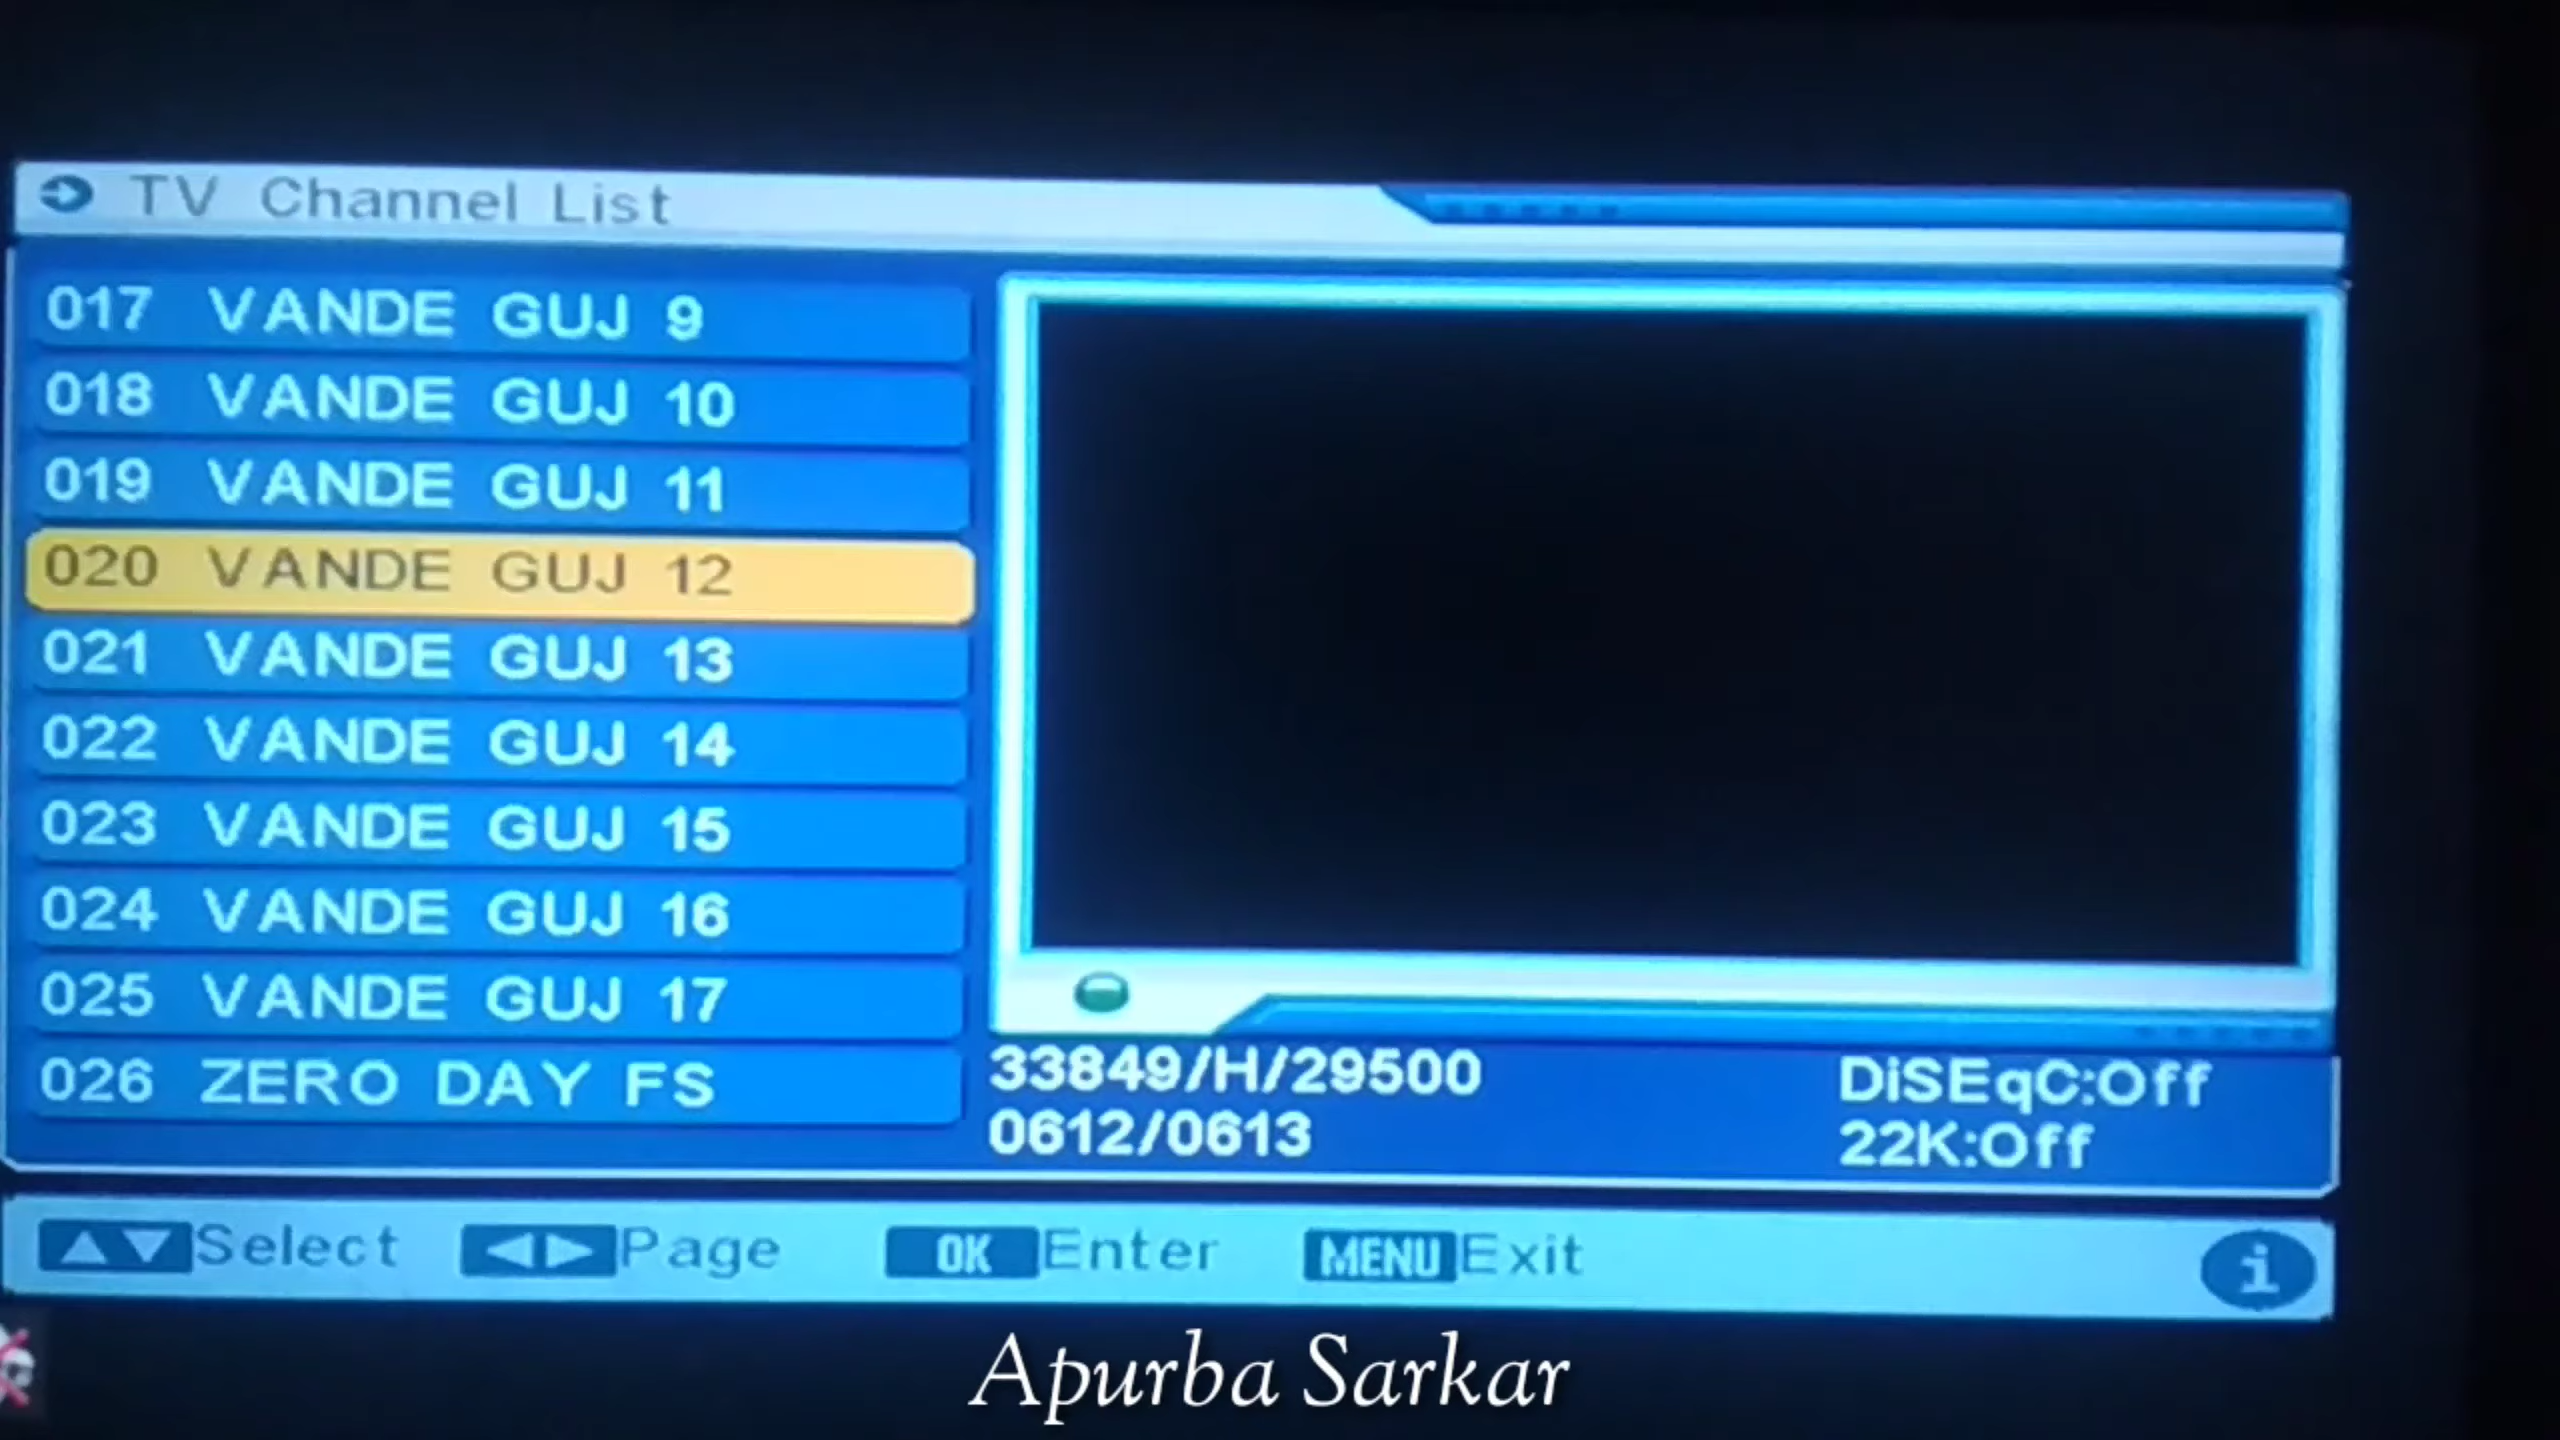 TV Channel List
017 VANDE GUJ 9
018 VANDE GUJ 10
019 VANDE GUJ 11
020 VANDE GUJ 12
021 VANDE GUJ 13
022 VANDE GUJ 14
023 VANDE GUJ 15
024 VANDE GUJ 16
025 VANDE GUJ 17
026 ZERO DAY FS
33849/H/29500
0612/0613
DiSEqC:Off
22K:Off
Select Page OK Enter MENU Exit
i
Apurba Sarkar